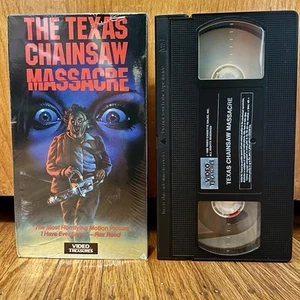 THE TEXAS
CHAINSAW
MASSACRE
"The Most Horrifying Motion Picture
I Have Ever Seen" —Rex Reed
VIDEO
TREASURES
VIDEO
TREASURES
TEXAS CHAINSAW MASSACRE